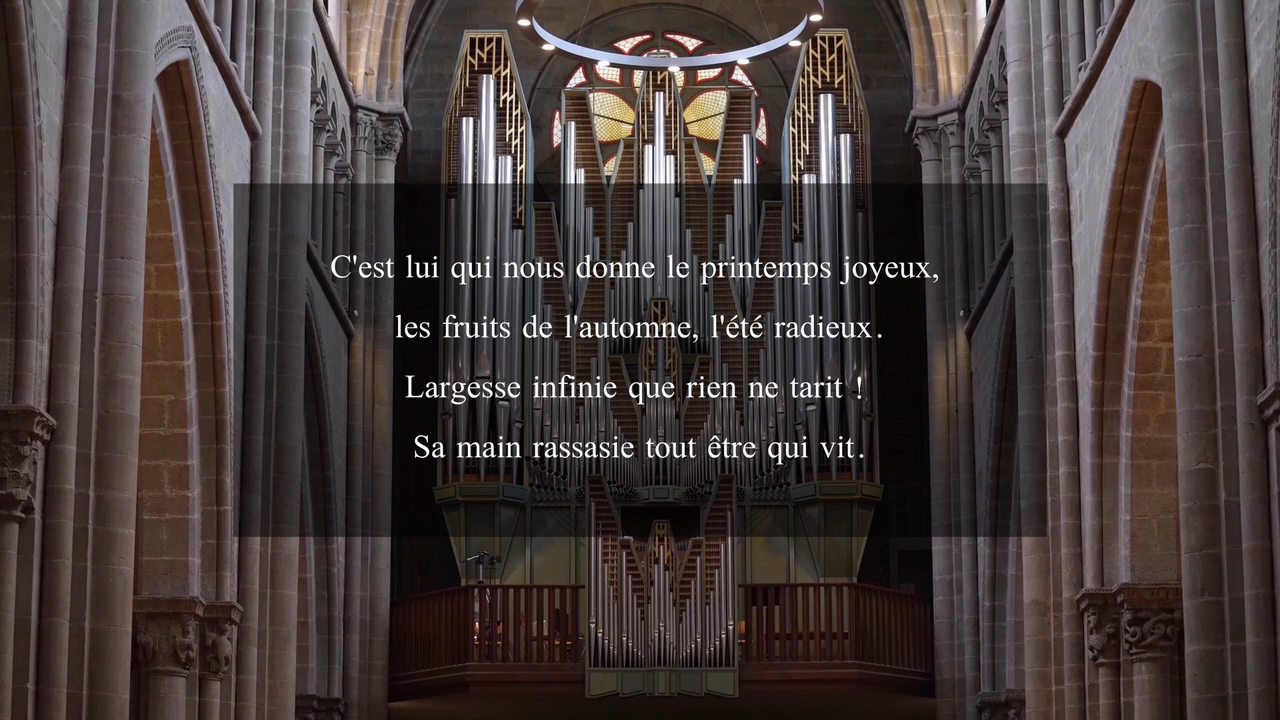 C'est lui qui nous donne le printemps joyeux,
les fruits de l'automne, l'été radieux.
Largesse infinie que rien ne tarit !
Sa main rassasie tout être qui vit.